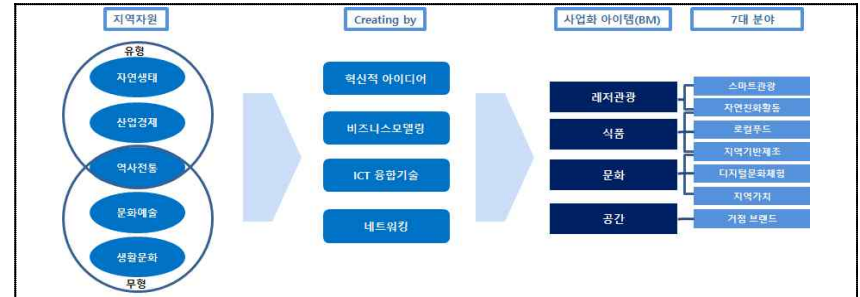 지역자원
Creating by
사업화 아이템(BM)
7대 분야
유형
자연생태
산업경제
역사전통
문화예술
생활문화
무형
혁신적 아이디어
비즈니스모델링
ICT 융합기술
네트워킹
레저관광
식품
문화
공간
스마트관광
자연친화활동
로컬푸드
지역기반제조
디지털문화체험
지역가치
거점 브랜드